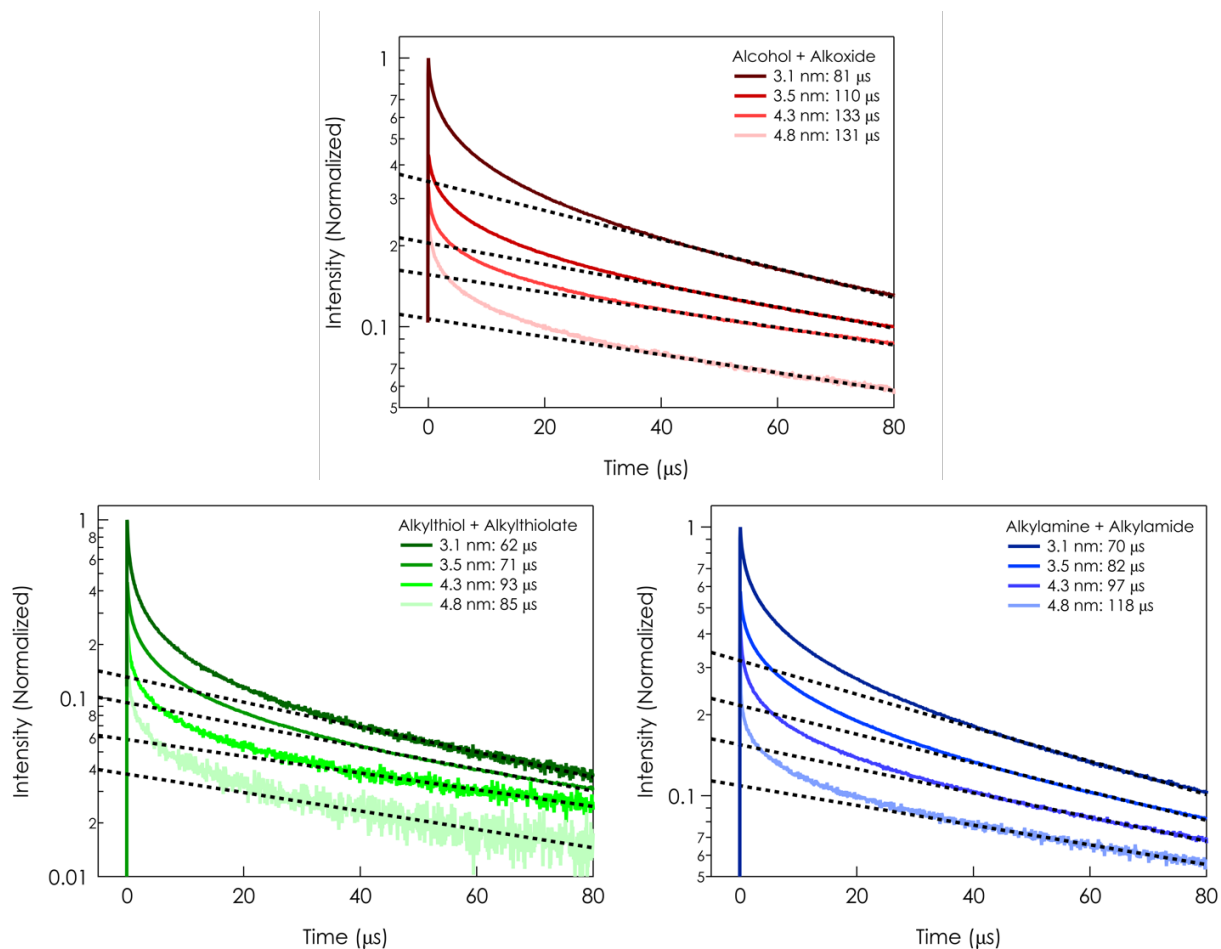 Alcohol + Alkoxide
3.1 nm: 81 μs
3.5 nm: 110 μs
4.3 nm: 133 μs
4.8 nm: 131 μs
Intensity (Normalized)
1
8
7
6
5
4
3
2
0.1
8
7
6
5
0
20
40
60
80
Time (μs)
Alkylthiol + Alkylthiolate
3.1 nm: 62 μs
3.5 nm: 71 μs
4.3 nm: 93 μs
4.8 nm: 85 μs
Intensity (Normalized)
1
8
6
4
2
0.1
8
6
4
2
0.01
0
20
40
60
80
Time (μs)
Alkylamine + Alkylamide
3.1 nm: 70 μs
3.5 nm: 82 μs
4.3 nm: 97 μs
4.8 nm: 118 μs
Intensity (Normalized)
1
8
7
6
5
4
3
2
0.1
8
7
6
5
0
20
40
60
80
Time (μs)